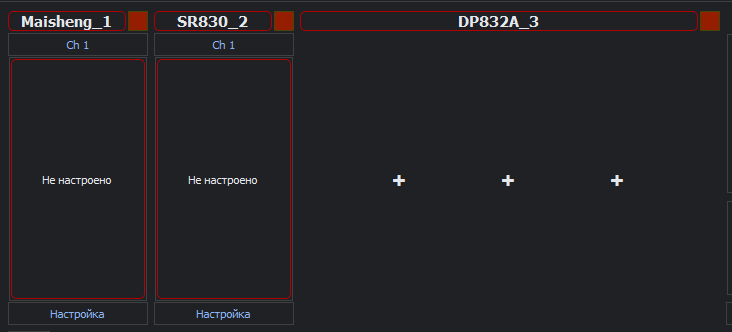 Maisheng_1
SR830_2
DP832A_3
Ch 1
Ch 1
Не настроено
Не настроено
+ + +
Настройка
Настройка